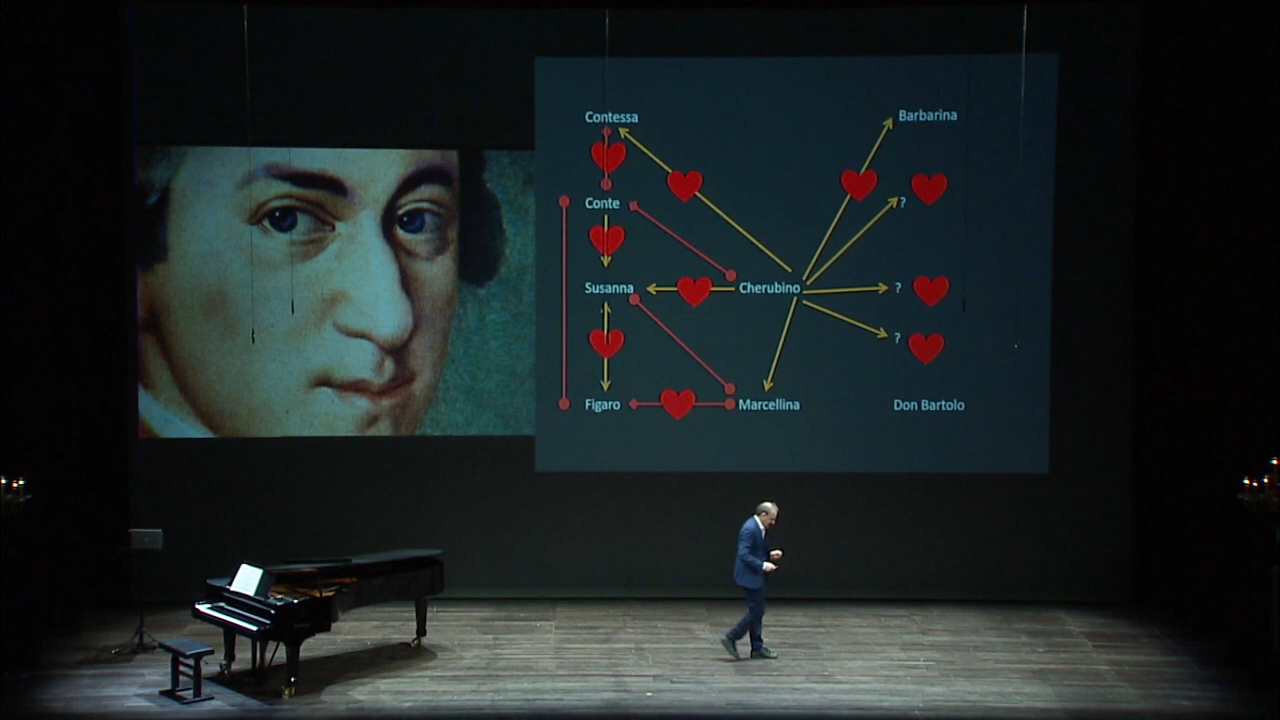 Contessa
Barbarina
Conte
?
Susanna
Cherubino
?
?
Figaro
Marcellina
Don Bartolo